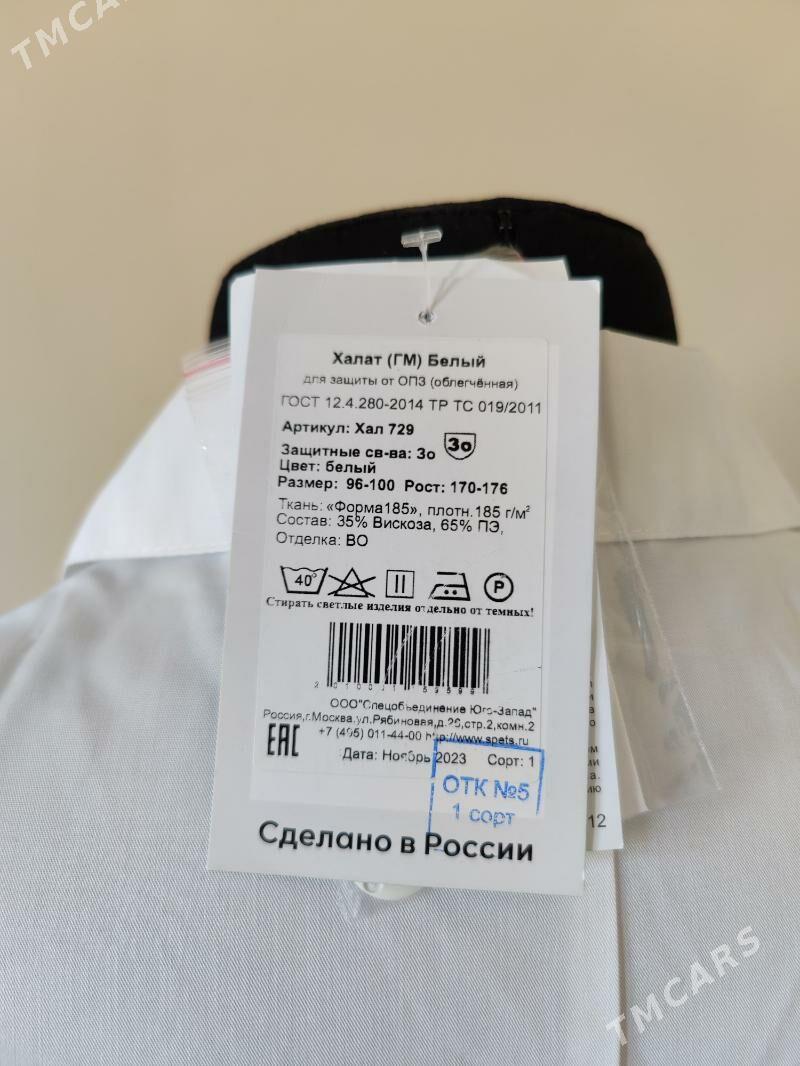 TMCARS
Халат (ГМ) Белый
для защиты от ОПЗ (облегчённая)
ГОСТ 12.4.280-2014 ТР ТС 019/2011
Артикул: Хал 729
Защитные св-ва: Зо Зо
Цвет: белый
Размер: 96-100 Рост: 170-176
Ткань: «Форма185», плотн.185 г/м²
Состав: 35% Вискоза, 65% ПЭ,
Отделка: ВО
40° P
Стирать светлые изделия отдельно от темных!
ООО"Спецобъединение Юго-Запад"
Россия,г.Москва,ул.Рябиновая,д.26,стр.2,комн.2
+7 (495) 011-44-00 http://www.spets.ru
EAC
Дата: Ноябрь 2023 Сорт: 1
ОТК №5
1 сорт
12
Сделано в России
TMCARS